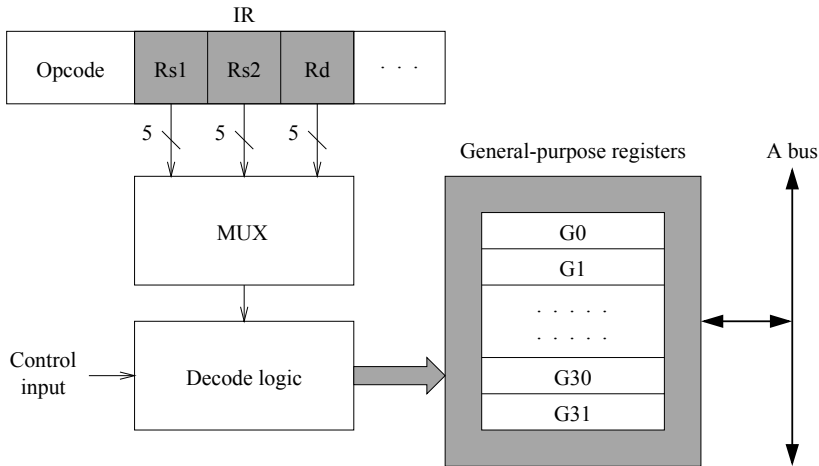 IR
Opcode
Rs1
Rs2
Rd
. . .
5
5
5
General-purpose registers
A bus
MUX
G0
G1
. . . . .
. . . . .
G30
G31
Control
input
Decode logic